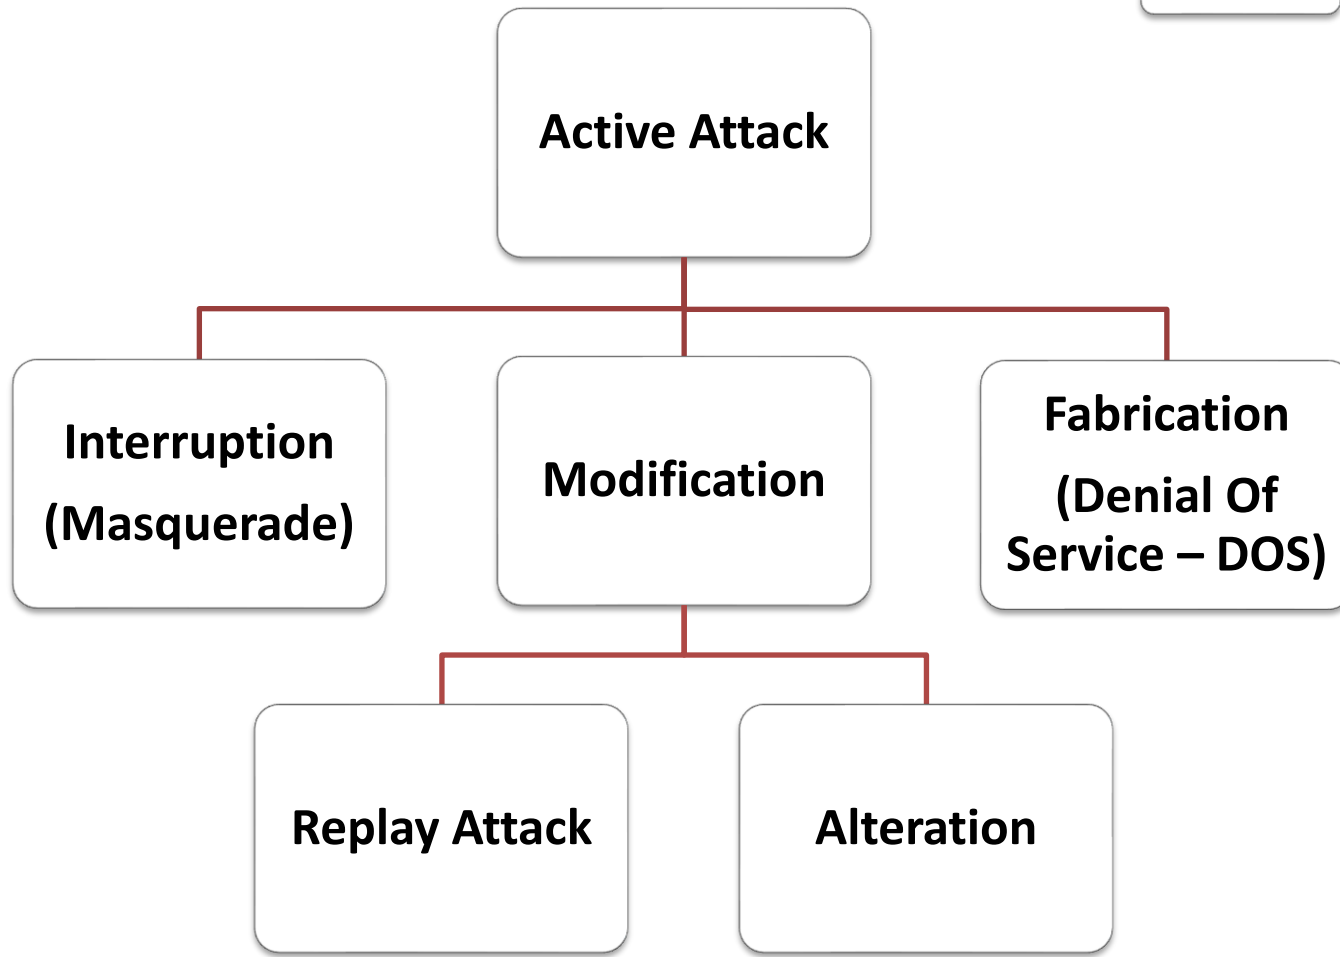 Active Attack
Interruption
(Masquerade)
Modification
Fabrication
(Denial Of
Service – DOS)
Replay Attack
Alteration